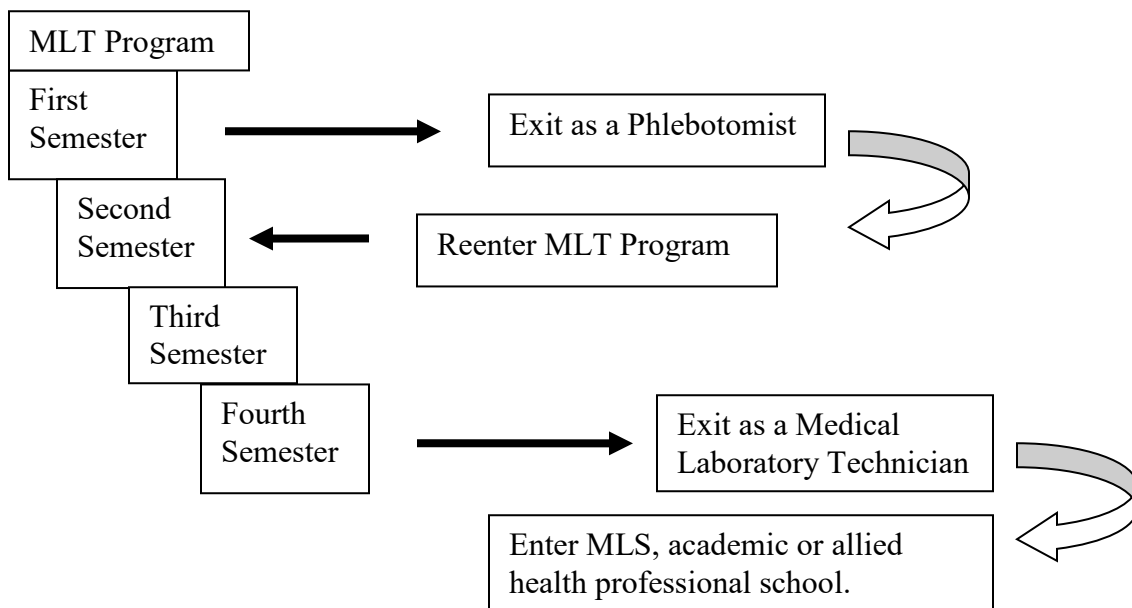 MLT Program
First
Semester
Exit as a Phlebotomist
Second
Semester
Reenter MLT Program
Third
Semester
Fourth
Semester
Exit as a Medical
Laboratory Technician
Enter MLS, academic or allied
health professional school.